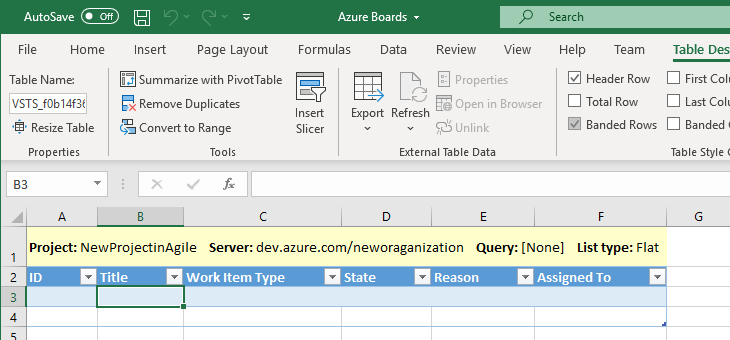 AutoSave Off Azure Boards Search
File Home Insert Page Layout Formulas Data Review View Help Team Table Des
Table Name: Summarize with PivotTable Properties Header Row First Colu
VSTS_f0b14f36 Remove Duplicates Insert Slicer Export Refresh Open in Browser Total Row Last Colu
Resize Table Convert to Range Unlink Banded Rows Banded C
Properties Tools External Table Data Table Style O
B3 fx
A B C D E F G
1 Project: NewProjectinAgile Server: dev.azure.com/neworaganization Query: [None] List type: Flat
2 ID Title Work Item Type State Reason Assigned To
3
4
5